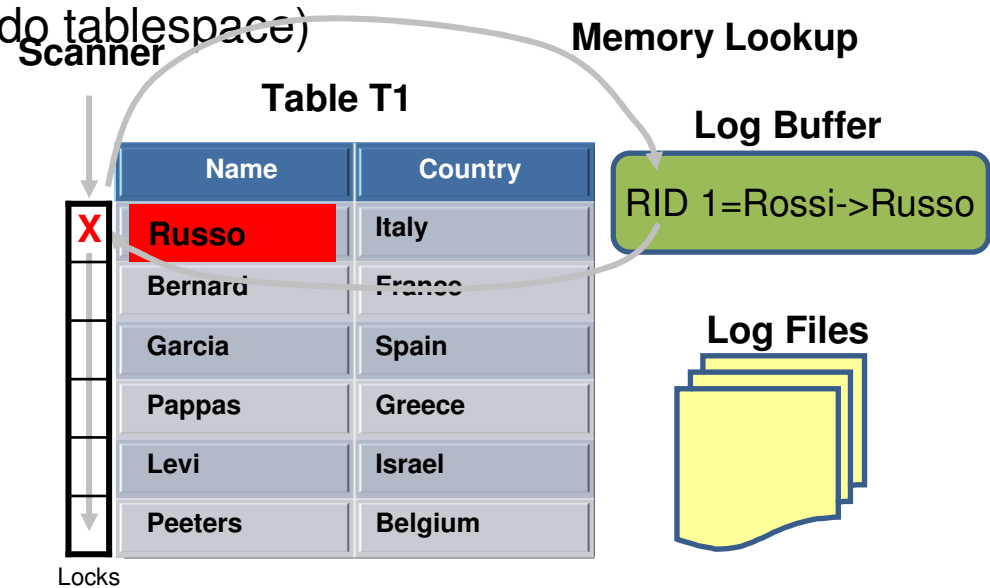 do tablespace)
Scanner
Memory Lookup
Table T1
Log Buffer
Name Country
RID 1=Rossi->Russo
X Russo Italy
Bernard France
Garcia Spain
Log Files
Pappas Greece
Levi Israel
Peeters Belgium
Locks